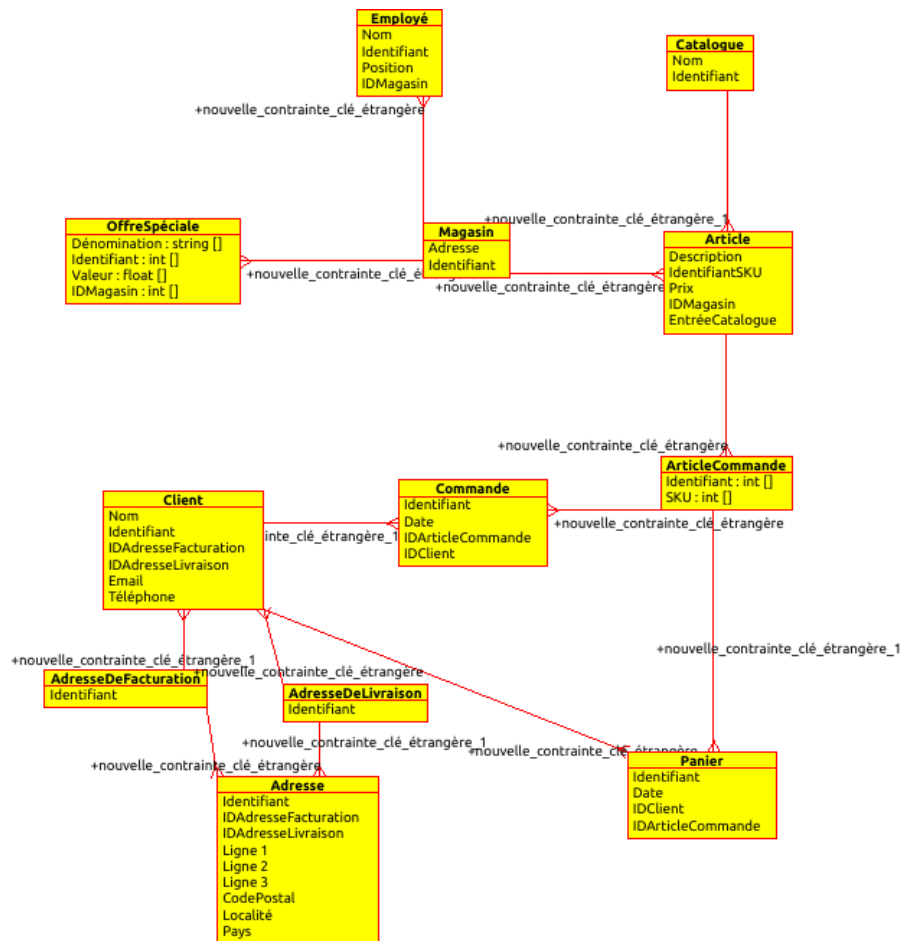 Employé
Nom
Identifiant
Position
IDMagasin
+nouvelle_contrainte_clé_étrangère
Catalogue
Nom
Identifiant
+nouvelle_contrainte_clé_étrangère_1
OffreSpéciale
Dénomination : string []
Identifiant : int []
Valeur : float []
IDMagasin : int []
+nouvelle_contrainte_clé_
Magasin
Adresse
Identifiant
+nouvelle_contrainte_clé_étrangère
Article
Description
IdentifiantSKU
Prix
IDMagasin
EntréeCatalogue
+nouvelle_contrainte_clé_étrangère
ArticleCommande
Identifiant : int []
SKU : int []
Client
Nom
Identifiant
IDAdresseFacturation
IDAdresseLivraison
Email
Téléphone
inte_clé_étrangère_1
Commande
Identifiant
Date
IDArticleCommande
IDClient
+nouvelle_contrainte_clé_étrangère
+nouvelle_contrainte_clé_étrangère_1
+nouvelle_contrainte_clé_étrangère_1
+nouvelle_contrainte_clé_étrangère
AdresseDeFacturation
Identifiant
AdresseDeLivraison
Identifiant
+nouvelle_contrainte_clé_étrangère_1
+nouvelle_contrainte_clé_étrangère
+nouvelle_contrainte_clé_étrangère
Panier
Identifiant
Date
IDClient
IDArticleCommande
Adresse
Identifiant
IDAdresseFacturation
IDAdresseLivraison
Ligne 1
Ligne 2
Ligne 3
CodePostal
Localité
Pays